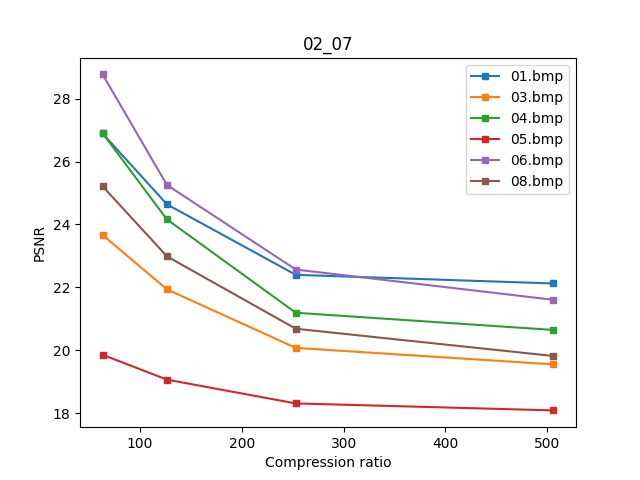 02_07
01.bmp
03.bmp
04.bmp
05.bmp
06.bmp
08.bmp
28
26
24
22
20
18
PSNR
100 200 300 400 500
Compression ratio